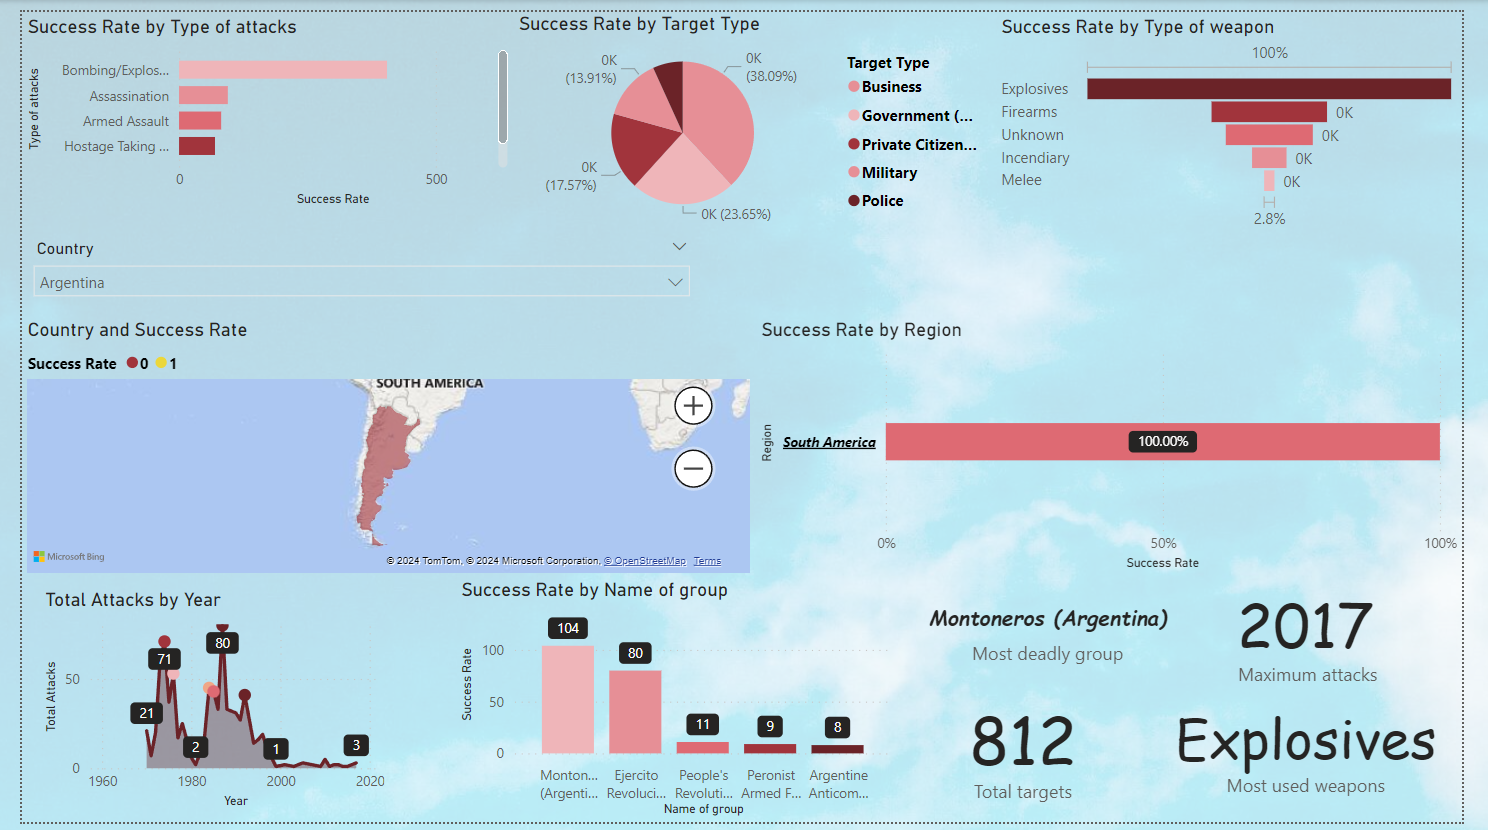 Success Rate by Type of attacks
Type of attacks
Bombing/Explos...
Assassination
Armed Assault
Hostage Taking ...
0
500
Success Rate
Success Rate by Target Type
0K
(13.91%)
0K
(38.09%)
0K
(17.57%)
0K (23.65%)
Target Type
Business
Government (...
Private Citizen...
Military
Police
Success Rate by Type of weapon
100%
Explosives
Firearms
0K
Unknown
0K
Incendiary
0K
Melee
0K
2.8%
Country
Argentina
Country and Success Rate
Success Rate 0 1
SOUTH AMERICA
Microsoft Bing
© 2024 TomTom, © 2024 Microsoft Corporation, © OpenStreetMap Terms
Success Rate by Region
Region
South America
100.00%
0%
50%
100%
Success Rate
Total Attacks by Year
Total Attacks
50
0
21
71
2
80
1
3
1960
1980
2000
2020
Year
Success Rate by Name of group
Success Rate
100
50
0
104
80
11
9
8
Monton...
(Argenti...
Ejercito
Revoluci...
People's
Revoluti...
Peronist
Armed F...
Argentine
Anticom...
Name of group
Montoneros (Argentina)
Most deadly group
2017
Maximum attacks
812
Total targets
Explosives
Most used weapons